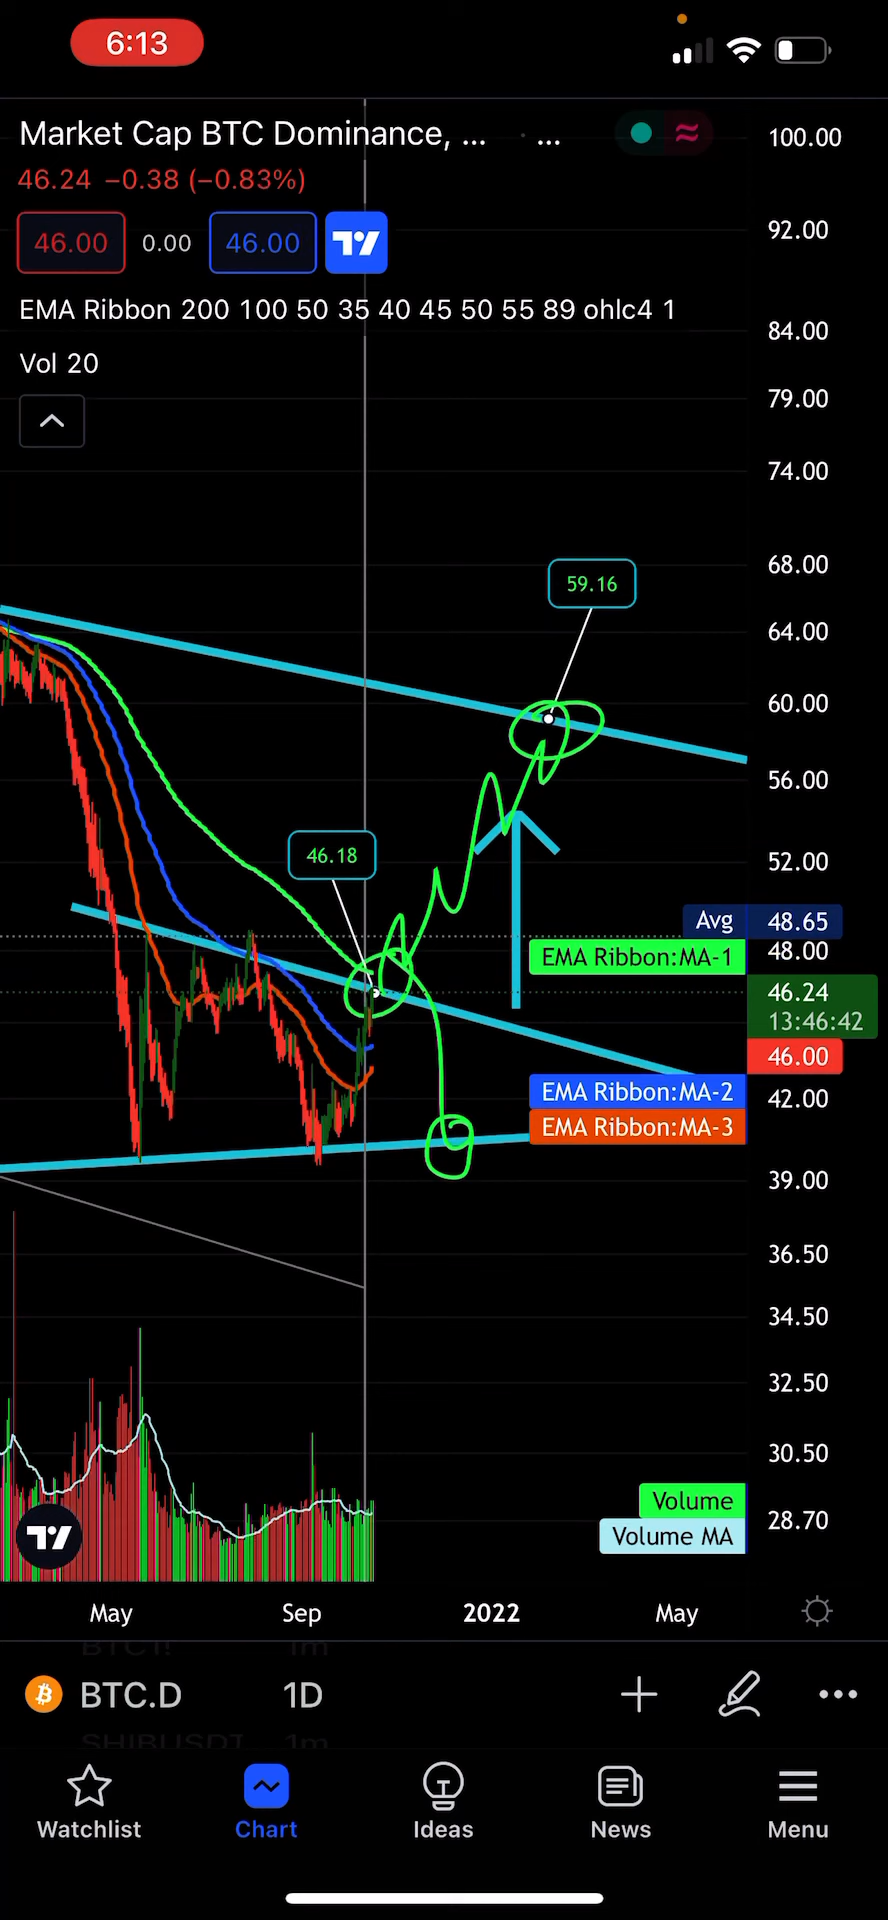 6:13
Market Cap BTC Dominance, ... · ...
46.24 −0.38 (−0.83%)
46.00 0.00 46.00
EMA Ribbon 200 100 50 35 40 45 50 55 89 ohlc4 1
Vol 20
100.00
92.00
84.00
79.00
74.00
68.00
64.00
60.00
56.00
52.00
59.16
46.18
Avg 48.65
48.00
EMA Ribbon:MA-1
46.24
13:46:42
46.00
EMA Ribbon:MA-2
42.00
EMA Ribbon:MA-3
39.00
36.50
34.50
32.50
30.50
28.70
Volume
Volume MA
May Sep 2022 May
BTC1! 1m
BTC.D 1D
SHIBUSDT 1m
Watchlist Chart Ideas News Menu